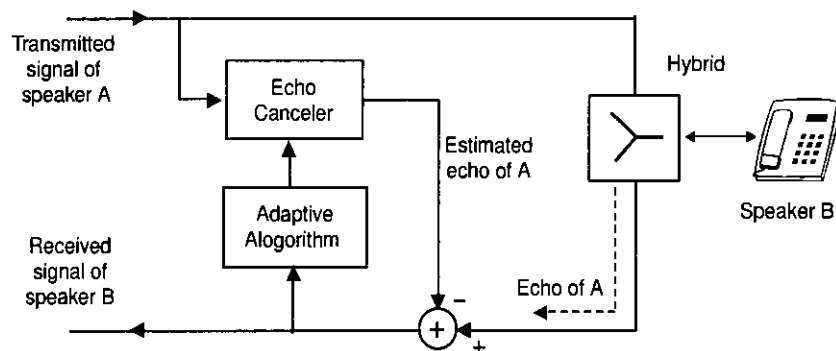 Transmitted
signal of
speaker A
Echo
Canceler
Hybrid
Estimated
echo of A
Adaptive
Alogorithm
Speaker B
Received
signal of
speaker B
Echo of A
−
+
+